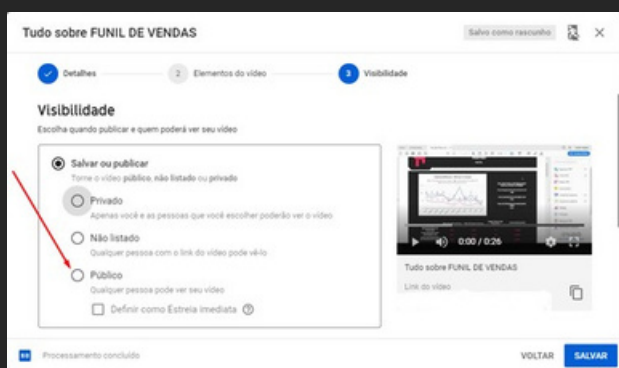 Tudo sobre FUNIL DE VENDAS
Salvo como rascunho
Detalhes
2 Elementos do vídeo
3 Visibilidade
Visibilidade
Escolha quando publicar e quem poderá ver seu vídeo
Salvar ou publicar
Torne o vídeo público, não listado ou privado
Privado
Apenas você e as pessoas que você escolher poderão ver o vídeo
Não listado
Qualquer pessoa com o link do vídeo pode vê-lo
Público
Qualquer pessoa pode ver seu vídeo
Definir como Estreia imediata
0:00 / 0:26
Tudo sobre FUNIL DE VENDAS
Link do vídeo
Processamento concluído
VOLTAR
SALVAR